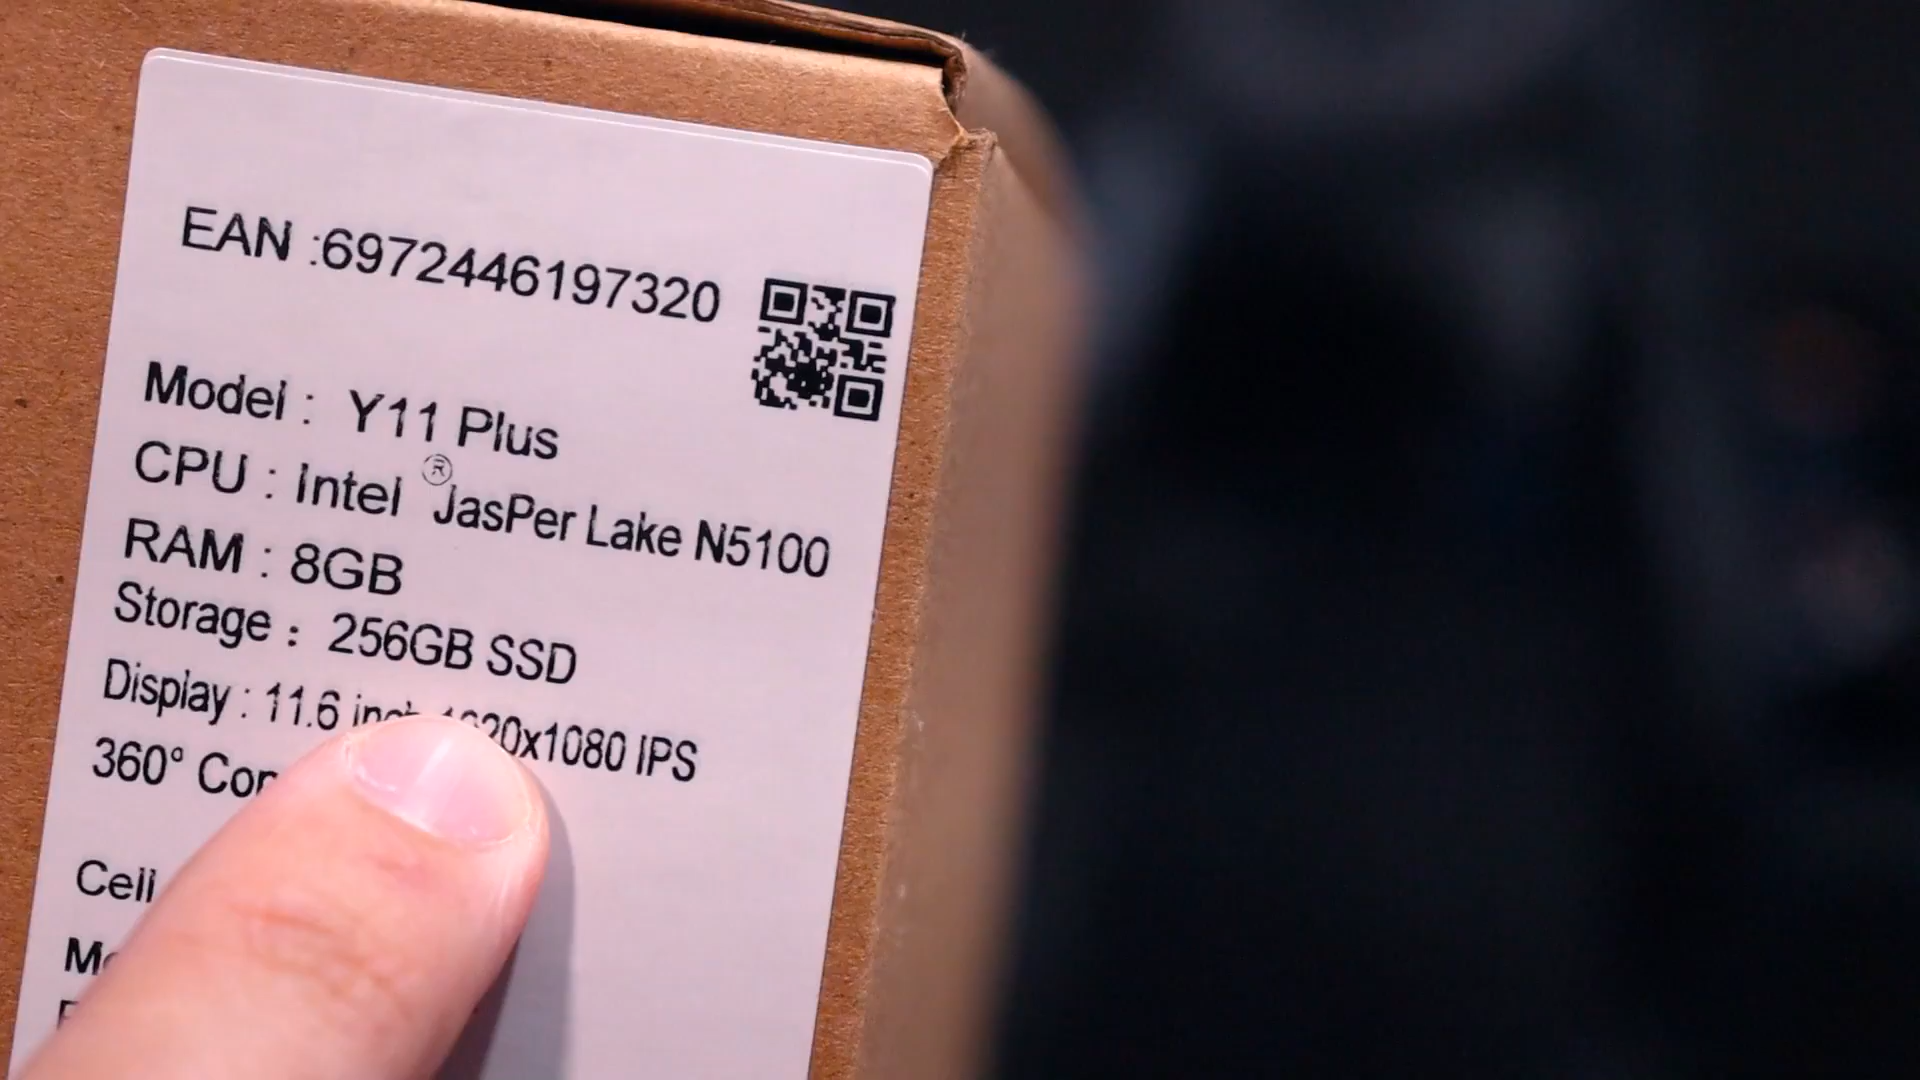 EAN :6972446197320
Model : Y11 Plus
CPU : Intel ® JasPer Lake N5100
RAM : 8GB
Storage : 256GB SSD
Display : 11.6 inch 1920x1080 IPS
360°
Cell